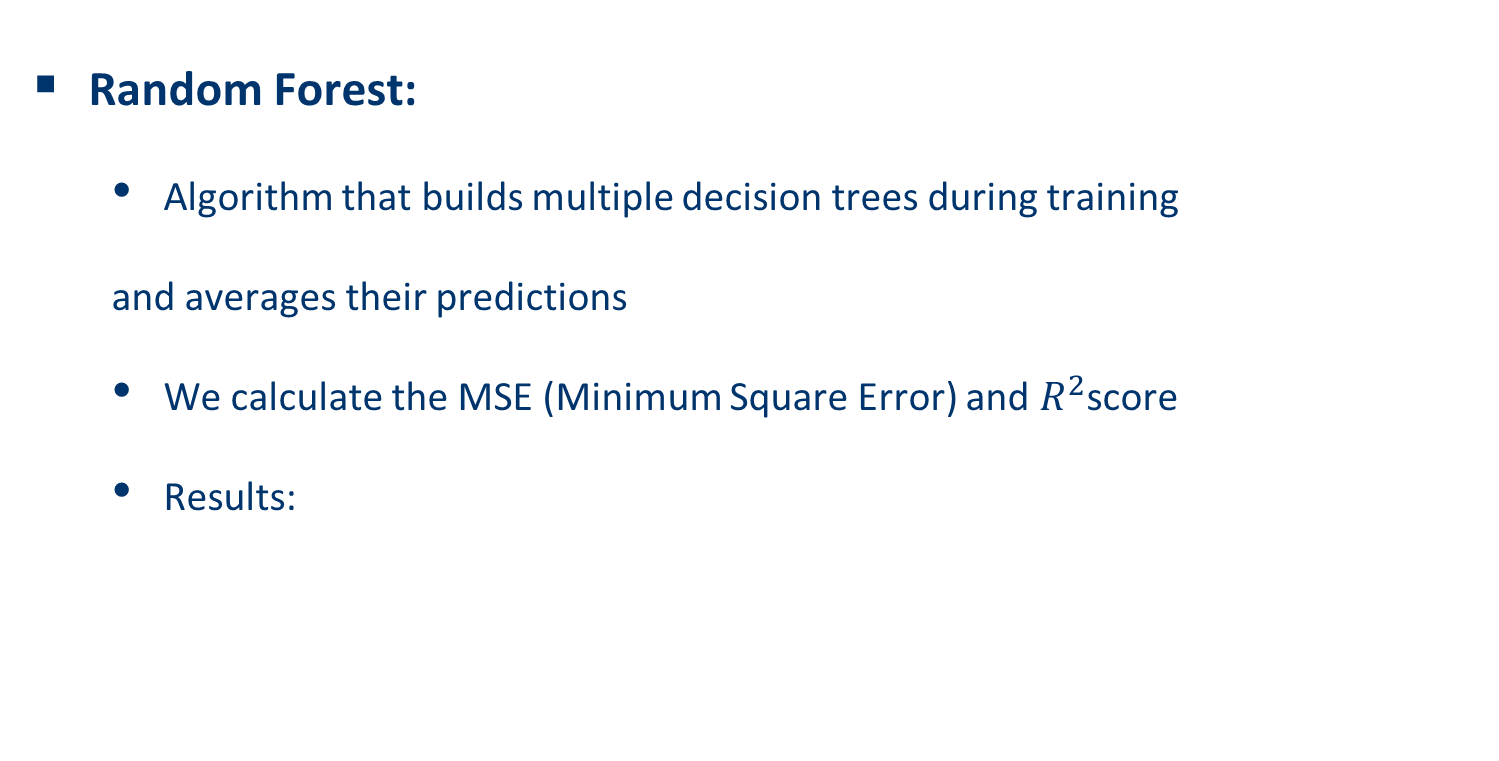 ▪ Random Forest:
• Algorithm that builds multiple decision trees during training
and averages their predictions
• We calculate the MSE (Minimum Square Error) and R²score
• Results: